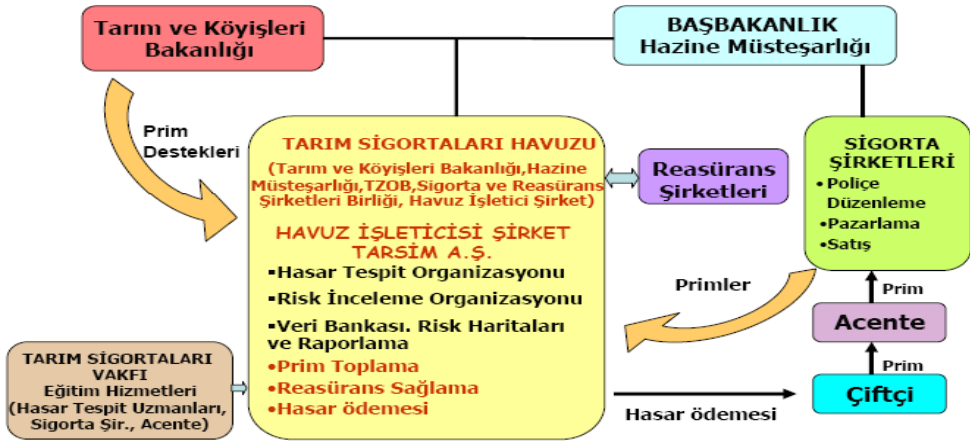 Tarım ve Köyişleri
Bakanlığı
BAŞBAKANLIK
Hazine Müsteşarlığı
Prim
Destekleri
TARIM SİGORTALARI HAVUZU
(Tarım ve Köyişleri Bakanlığı,Hazine
Müsteşarlığı,TZOB,Sigorta ve Reasürans
Şirketleri Birliği, Havuz İşletici Şirket)
HAVUZ İŞLETİCİSİ ŞİRKET
TARSİM A.Ş.
▪Hasar Tespit Organizasyonu
▪Risk İnceleme Organizasyonu
▪Veri Bankası. Risk Haritaları
ve Raporlama
•Prim Toplama
•Reasürans Sağlama
•Hasar ödemesi
Reasürans
Şirketleri
SİGORTA
ŞİRKETLERİ
•Poliçe
Düzenleme
•Pazarlama
•Satış
Primler
Prim
Acente
Prim
Çiftçi
Hasar ödemesi
TARIM SİGORTALARI
VAKFI
Eğitim Hizmetleri
(Hasar Tespit Uzmanları,
Sigorta Şir., Acente)